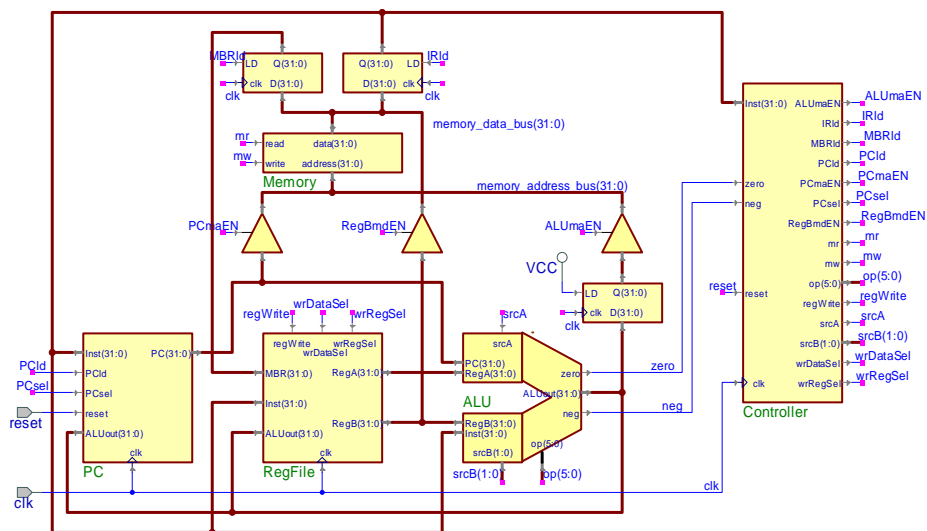 MBRld
LD
Q(31:0)
clk
D(31:0)
clk
Q(31:0)
LD
IRld
D(31:0)
clk
clk
memory_data_bus(31:0)
mr
read
data(31:0)
mw
write
address(31:0)
Memory
memory_address_bus(31:0)
PCmaEN
RegBmdEN
ALUmaEN
VCC
LD
Q(31:0)
clk
D(31:0)
clk
Inst(31:0)
PC(31:0)
PCld
PCld
PCsel
PCsel
reset
reset
ALUout(31:0)
clk
PC
regWrite
wrDataSel
wrRegSel
regWrite
wrRegSel
wrDataSel
MBR(31:0)
RegA(31:0)
Inst(31:0)
RegB(31:0)
ALUout(31:0)
clk
RegFile
srcA
srcA
PC(31:0)
RegA(31:0)
zero
ALU
ALUout(31:0)
neg
RegB(31:0)
Inst(31:0)
op(5:0)
srcB(1:0)
srcB(1:0)
op(5:0)
zero
neg
clk
clk
Inst(31:0)
ALUmaEN
ALUmaEN
IRld
IRld
MBRld
MBRld
PCld
PCld
zero
PCmaEN
PCmaEN
neg
PCsel
PCsel
RegBmdEN
RegBmdEN
mr
mr
mw
mw
reset
reset
op(5:0)
op(5:0)
regWrite
regWrite
srcA
srcA
srcB(1:0)
srcB(1:0)
wrDataSel
wrDataSel
clk
wrRegSel
wrRegSel
Controller